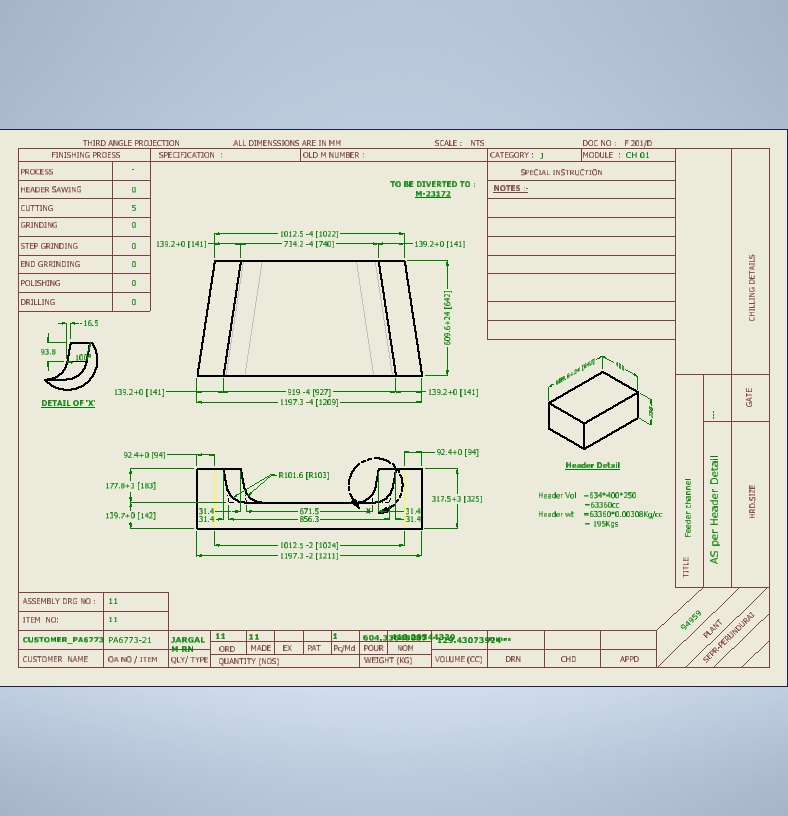 THIRD ANGLE PROJECTION ALL DIMENSSIONS ARE IN MM SCALE : NTS DOC NO : F 201/D
FINISHING PROESS SPECIFICATION : OLD M NUMBER : CATEGORY : J MODULE : CH 01
PROCESS -
HEADER SAWING 0
CUTTING 5
GRINDING 0
STEP GRINDING 0
END GRRINDING 0
POLISHING 0
DRILLING 0
TO BE DIVERTED TO :
M-23172
SPECIAL INSTRUCTION
NOTES :-
1012.5 -4 [1022]
139.2+0 [141] 734.2 -4 [740] 139.2+0 [141]
609.6+24 [642]
139.2+0 [141] 919 -4 [927] 139.2+0 [141]
1197.3 -4 [1209]
16.5
93.8
100°
DETAIL OF 'X'
92.4+0 [94] 92.4+0 [94]
R101.6 [R103]
177.8+3 [183]
317.5+3 [325]
139.7+0 [142]
31.4 671.5 X 31.4
31.4 856.3 31.4
1012.5 -2 [1024]
1197.3 -2 [1211]
Header Detail
Header Vol =634*400*250
=63360cc
Header wt =63360*0.00308Kg/cc
= 195Kgs
CHILLING DETAILS
GATE
---
HRD.SIZE
AS per Header Detail
TITLE Feeder channel
94959
PLANT
SEPR-PERUNDURAI
ASSEMBLY DRG NO : 11
ITEM NO: 11
CUSTOMER_PA6773 PA6773-21 JARGAL M RN 11 11 1
ORD MADE EX PAT Pc/Md POUR NOM
CUSTOMER NAME OA NO / ITEM QLY/ TYPE QUANTITY (NOS) WEIGHT (KG) VOLUME (CC) DRN CHD APPD